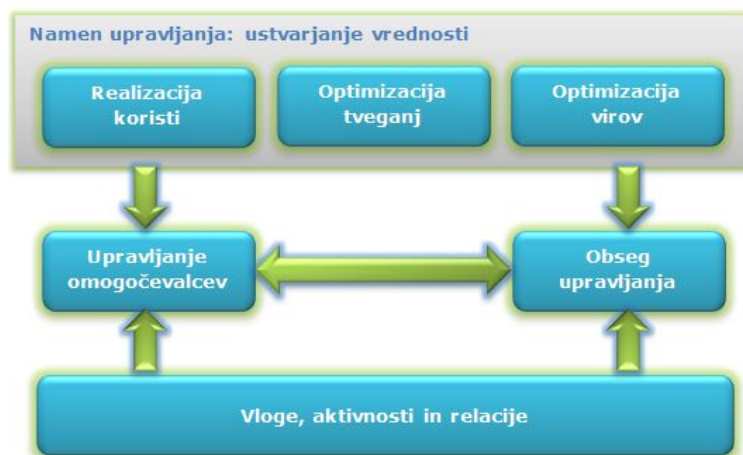 Namen upravljanja: ustvarjanje vrednosti
Realizacija
koristi
Optimizacija
tveganj
Optimizacija
virov
Upravljanje
omogočevalcev
Obseg
upravljanja
Vloge, aktivnosti in relacije